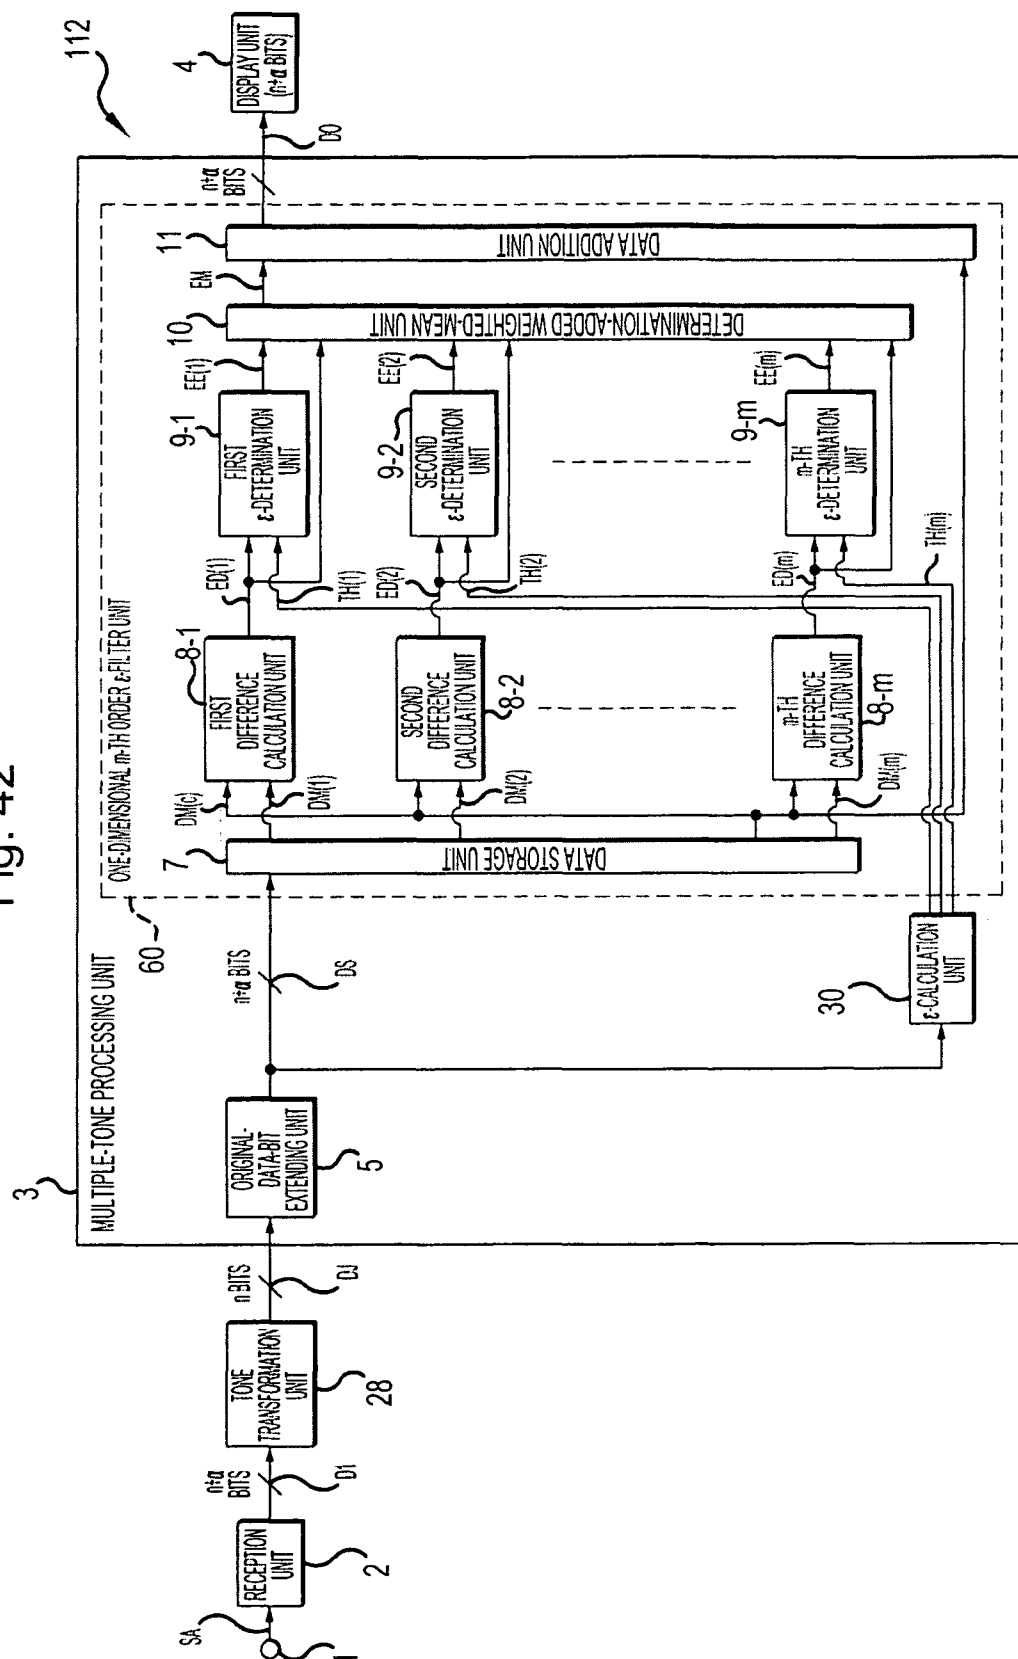 Fig. 42
112
3
MULTIPLE-TONE PROCESSING UNIT
60
ONE-DIMENSIONAL m-TH ORDER ε-FILTER UNIT
SA
1
RECEPTION
UNIT
2
n+α
BITS
D1
TONE
TRANSFORMATION
UNIT
28
n BITS
DJ
ORIGINAL-
DATA-BIT
EXTENDING UNIT
5
n+α BITS
DS
7
DATA STORAGE UNIT
DM(c)
DM(1)
DM(2)
DM(m)
8-1
FIRST
DIFFERENCE
CALCULATION UNIT
SECOND
DIFFERENCE
CALCULATION UNIT
8-2
m-TH
DIFFERENCE
CALCULATION UNIT
8-m
ED(1)
TH(1)
ED(2)
TH(2)
ED(m)
TH(m)
9-1
FIRST
ε-DETERMINATION
UNIT
9-2
SECOND
ε-DETERMINATION
UNIT
9-m
m-TH
ε-DETERMINATION
UNIT
EE(1)
EE(2)
EE(m)
10
DETERMINATION-ADDED WEIGHTED-MEAN UNIT
EM
11
DATA ADDITION UNIT
30
ε-CALCULATION
UNIT
n+α
BITS
DO
4
DISPLAY UNIT
(n+α BITS)